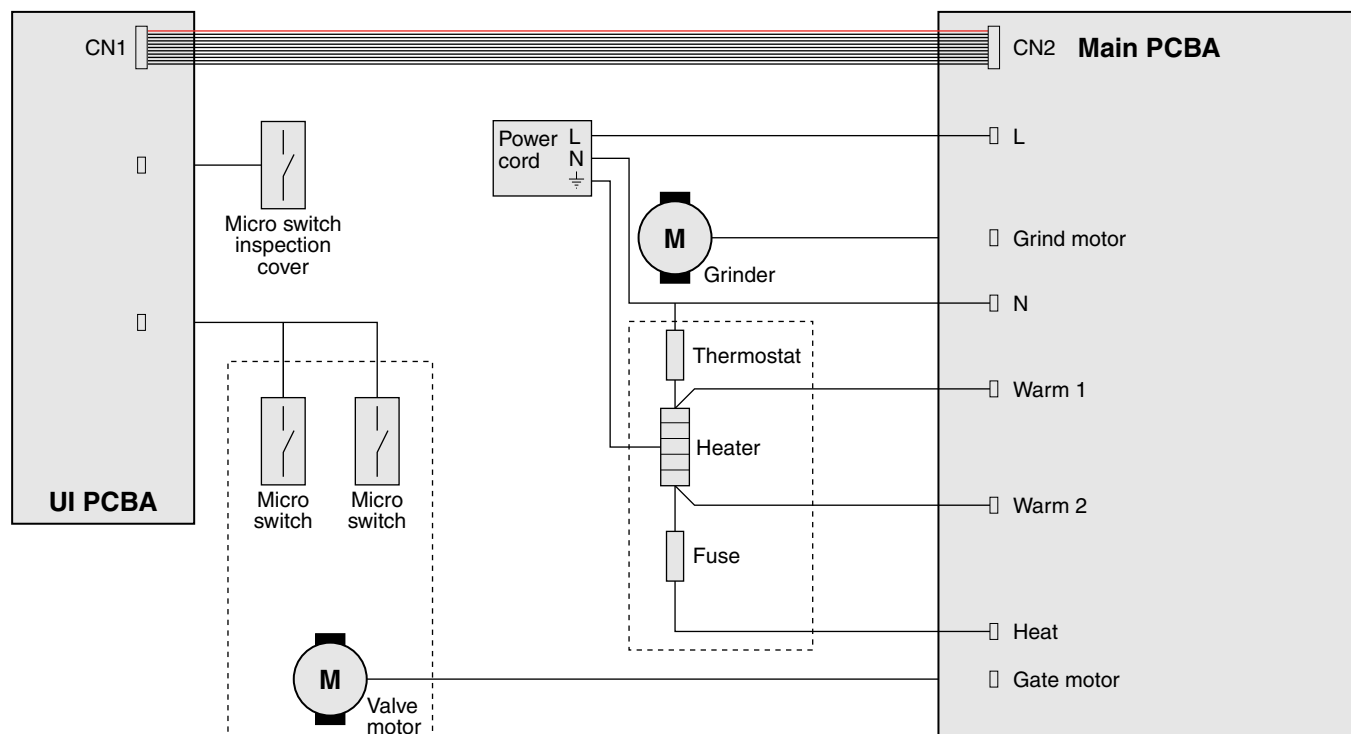 CN1
CN2 Main PCBA
Power L
cord N
L
Micro switch
inspection
cover
M
Grind motor
Grinder
N
Thermostat
Warm 1
Heater
UI PCBA
Micro
switch
Micro
switch
Warm 2
Fuse
Heat
M
Gate motor
Valve
motor